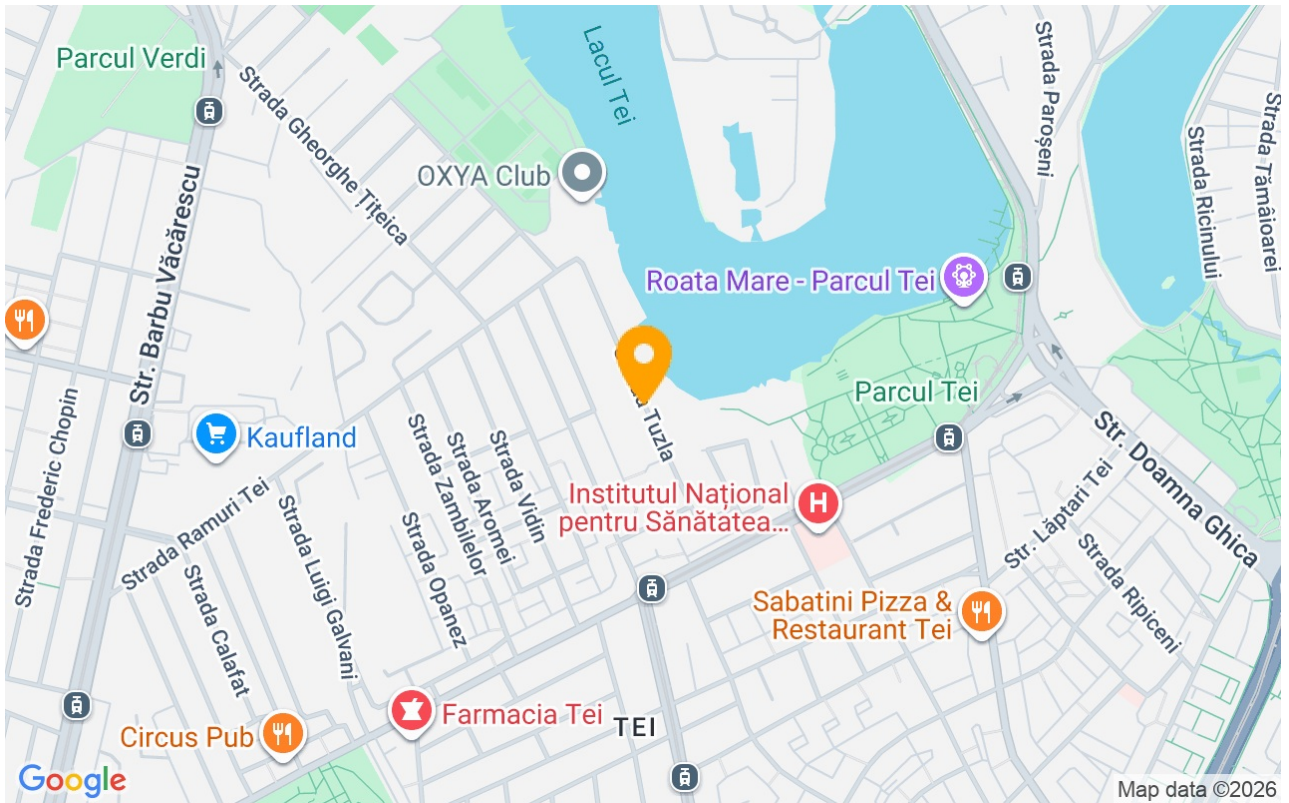 Parcul Verdi
Strada Gheorghe Țițeica
Lacul Tei
Strada Paroșeni
Strada Ricinului
Strada Tămâioarei
OXYA Club
Str. Barbu Văcărescu
Roata Mare - Parcul Tei
Parcul Tei
Tuzla
Kaufland
Strada Frederic Chopin
Strada Ramuri Tei
Strada Luigi Galvani
Strada Calafat
Strada Zambilelor
Strada Aromei
Strada Vidin
Strada Opanez
Institutul Național
pentru Sănătatea...
Str. Doamna Ghica
Str. Lăptari Tei
Strada Ripiceni
Sabatini Pizza &
Restaurant Tei
Farmacia Tei
TEI
Circus Pub
Google
Map data ©2026